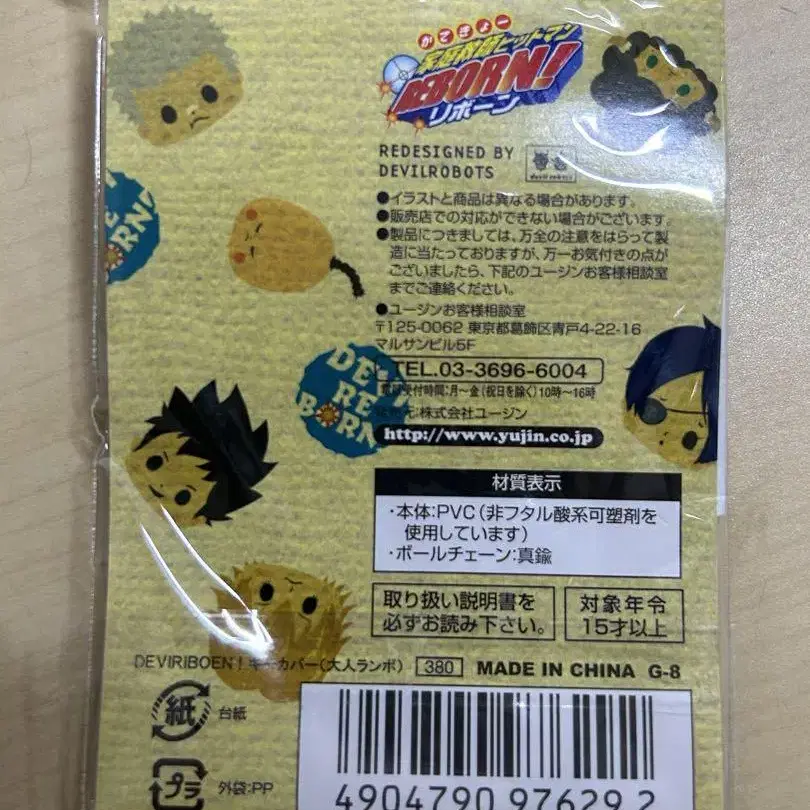 かてきょー
家庭教師ヒットマン
REBORN!
リボーン
REDESIGNED BY
DEVILROBOTS
devil robots
●イラストと商品は異なる場合があります。
●販売店での対応ができない場合がございます。
●製品につきましては、万全の注意をはらって製
造に当たっておりますが、万一お気付きの点が
ございましたら、下記のユージンお客様相談室
までご連絡ください。
●ユージンお客様相談室
〒125-0062 東京都葛飾区青戸4-22-16
マルサンビル5F
TEL.03-3696-6004
電話受付時間:月~金(祝日を除く)10時~16時
元:株式会社ユージン
http://www.yujin.co.jp
DE
RE
BORN
材質表示
・本体:PVC(非フタル酸系可塑剤を
使用しています)
・ボールチェーン:真鍮
取り扱い説明書を
必ずお読み下さい。
対象年令
15才以上
DEVIRIBOEN! キーカバー(大人ランボ) 380 MADE IN CHINA G-8
紙 台紙
プラ 外袋:PP
4904790 97629 2